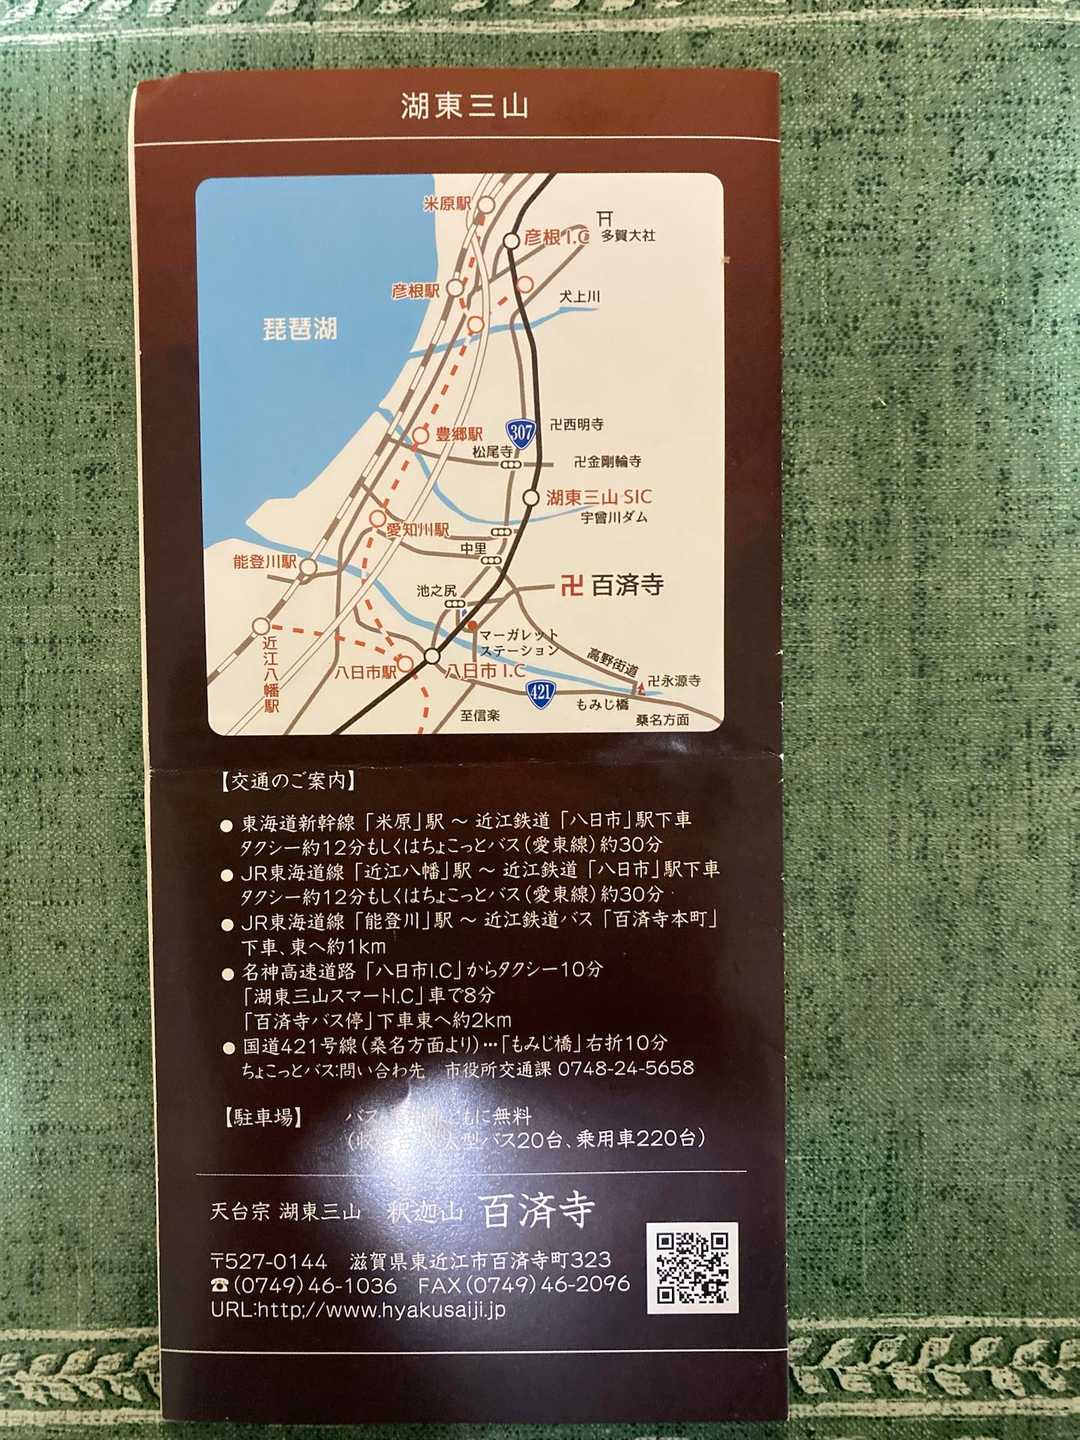 湖東三山
米原駅
彦根I.C
多賀大社
彦根駅
犬上川
琵琶湖
豊郷駅
307
卍西明寺
松尾寺
卍金剛輪寺
湖東三山 SIC
宇曾川ダム
愛知川駅
中里
能登川駅
池之尻
卍 百済寺
マーガレット
ステーション
近江八幡駅
八日市駅
八日市 I.C
高野街道
卍永源寺
421
もみじ橋
至信楽
桑名方面
【交通のご案内】
● 東海道新幹線「米原」駅 ～ 近江鉄道「八日市」駅下車
タクシー約12分もしくはちょこっとバス(愛東線)約30分
● JR東海道線「近江八幡」駅 ～ 近江鉄道「八日市」駅下車
タクシー約12分もしくはちょこっとバス(愛東線)約30分
● JR東海道線「能登川」駅 ～ 近江鉄道バス「百済寺本町」
下車、東へ約1km
● 名神高速道路「八日市I.C」からタクシー10分
「湖東三山スマートI.C」車で8分
「百済寺バス停」下車東へ約2km
● 国道421号線(桑名方面より)…「もみじ橋」右折10分
ちょこっとバス:問い合わせ先 市役所交通課 0748-24-5658
【駐車場】 バス ともに無料
(収 大型バス20台、乗用車220台)
天台宗 湖東三山 釈迦山 百済寺
〒527-0144 滋賀県東近江市百済寺町323
☎(0749)46-1036 FAX(0749)46-2096
URL:http;//www.hyakusaiji.jp